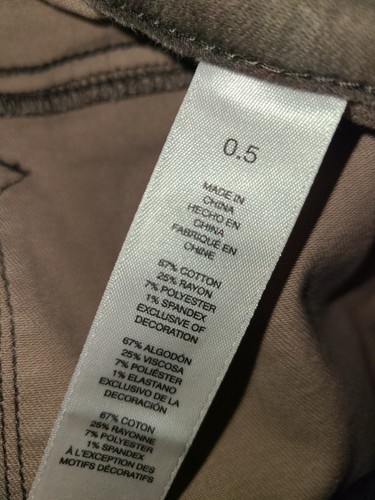 0.5
MADE IN
CHINA
HECHO EN
CHINA
FABRIQUÉ EN
CHINE
67% COTTON
25% RAYON
7% POLYESTER
1% SPANDEX
EXCLUSIVE OF
DECORATION
67% ALGODÓN
25% VISCOSA
7% POLIÉSTER
1% ELASTANO
EXCLUSIVO DE LA
DECORACIÓN
67% COTON
25% RAYONNE
7% POLYESTER
1% SPANDEX
À L'EXCEPTION DES
MOTIFS DÉCORATIFS